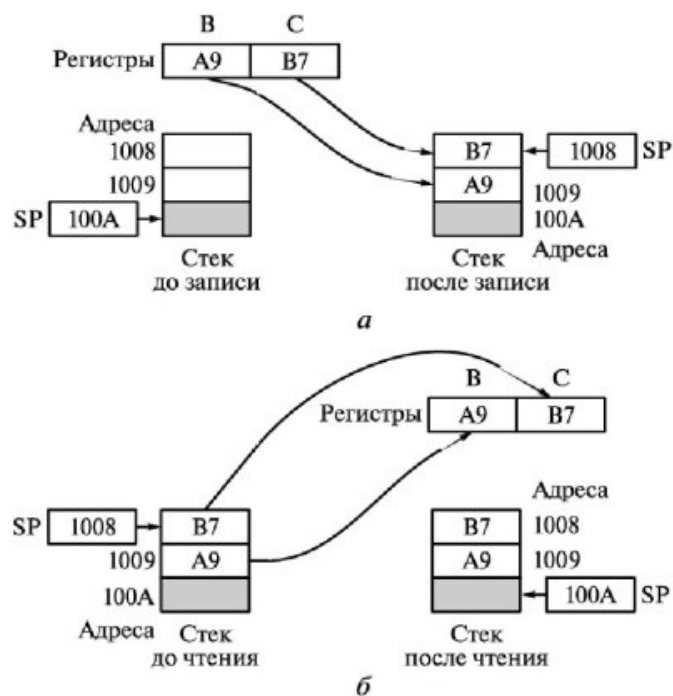 B C
Регистры A9 B7
Адреса
1008 B7 1008 SP
1009 A9 1009
SP 100A 100A
Адреса
Стек Стек
до записи после записи
а
B C
Регистры A9 B7
Адреса
SP 1008 B7 B7 1008
1009 A9 A9 1009
100A 100A SP
Адреса Стек Стек
до чтения после чтения
б